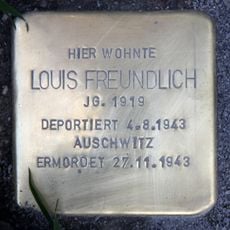 HIER WOHNTE
LOUIS FREUNDLICH
JG. 1919
DEPORTIERT 4.8.1943
AUSCHWITZ
ERMORDET 27.11.1943